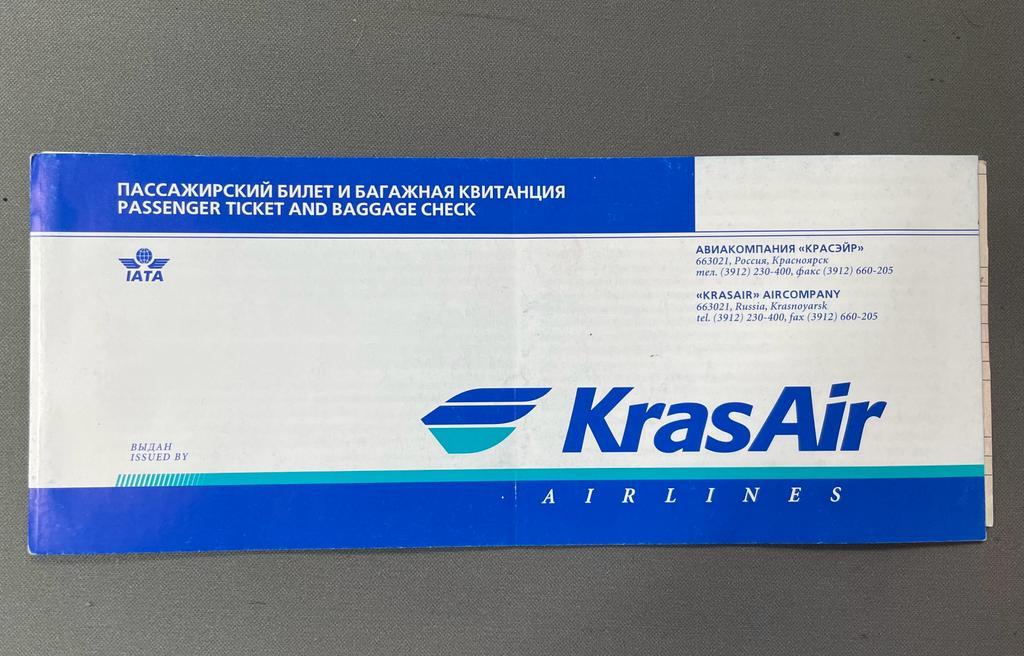 ПАССАЖИРСКИЙ БИЛЕТ И БАГАЖНАЯ КВИТАНЦИЯ
PASSENGER TICKET AND BAGGAGE CHECK
IATA
АВИАКОМПАНИЯ «КРАСЭЙР»
663021, Россия, Красноярск
тел. (3912) 230-400, факс (3912) 660-205
«KRASAIR» AIRCOMPANY
663021, Russia, Krasnoyarsk
tel. (3912) 230-400, fax (3912) 660-205
KrasAir
ВЫДАН
ISSUED BY
AIRLINES